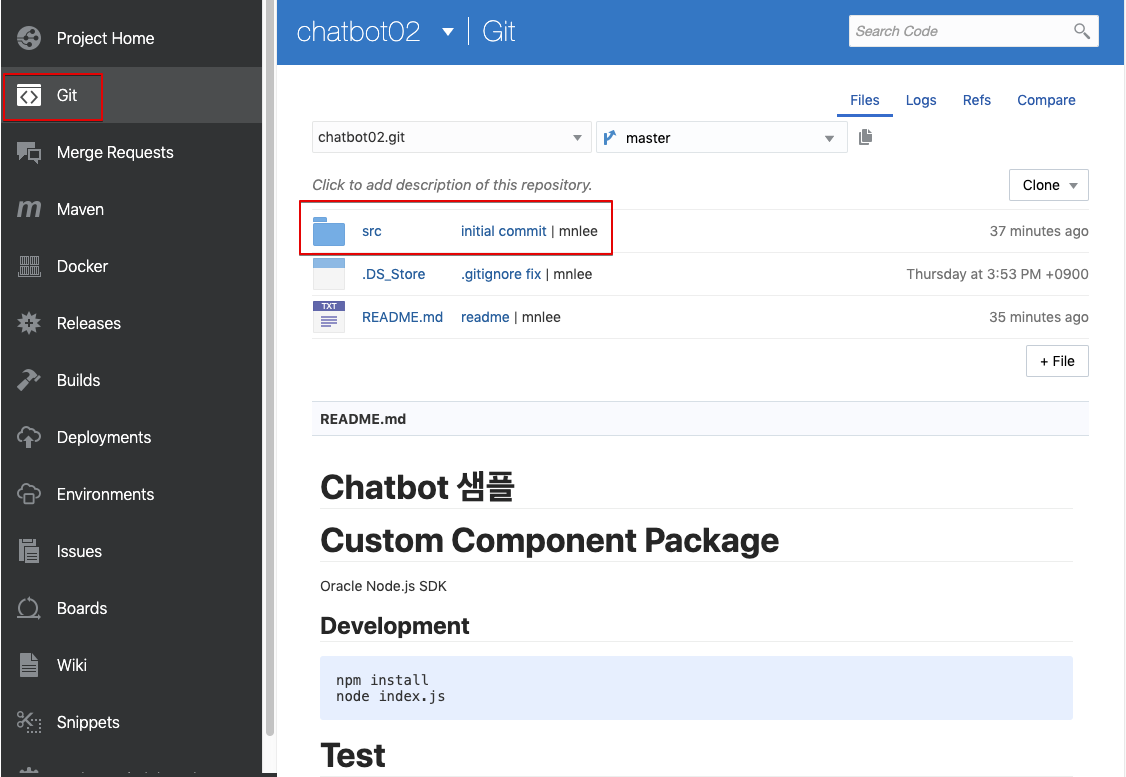 Project Home
Git
Merge Requests
Maven
Docker
Releases
Builds
Deployments
Environments
Issues
Boards
Wiki
Snippets
chatbot02 Git
Search Code
Files Logs Refs Compare
chatbot02.git master
Click to add description of this repository.
Clone
src initial commit | mnlee 37 minutes ago
.DS_Store .gitignore fix | mnlee Thursday at 3:53 PM +0900
TXT
README.md readme | mnlee 35 minutes ago
+ File
README.md
Chatbot 샘플
Custom Component Package
Oracle Node.js SDK
Development
npm install
node index.js
Test